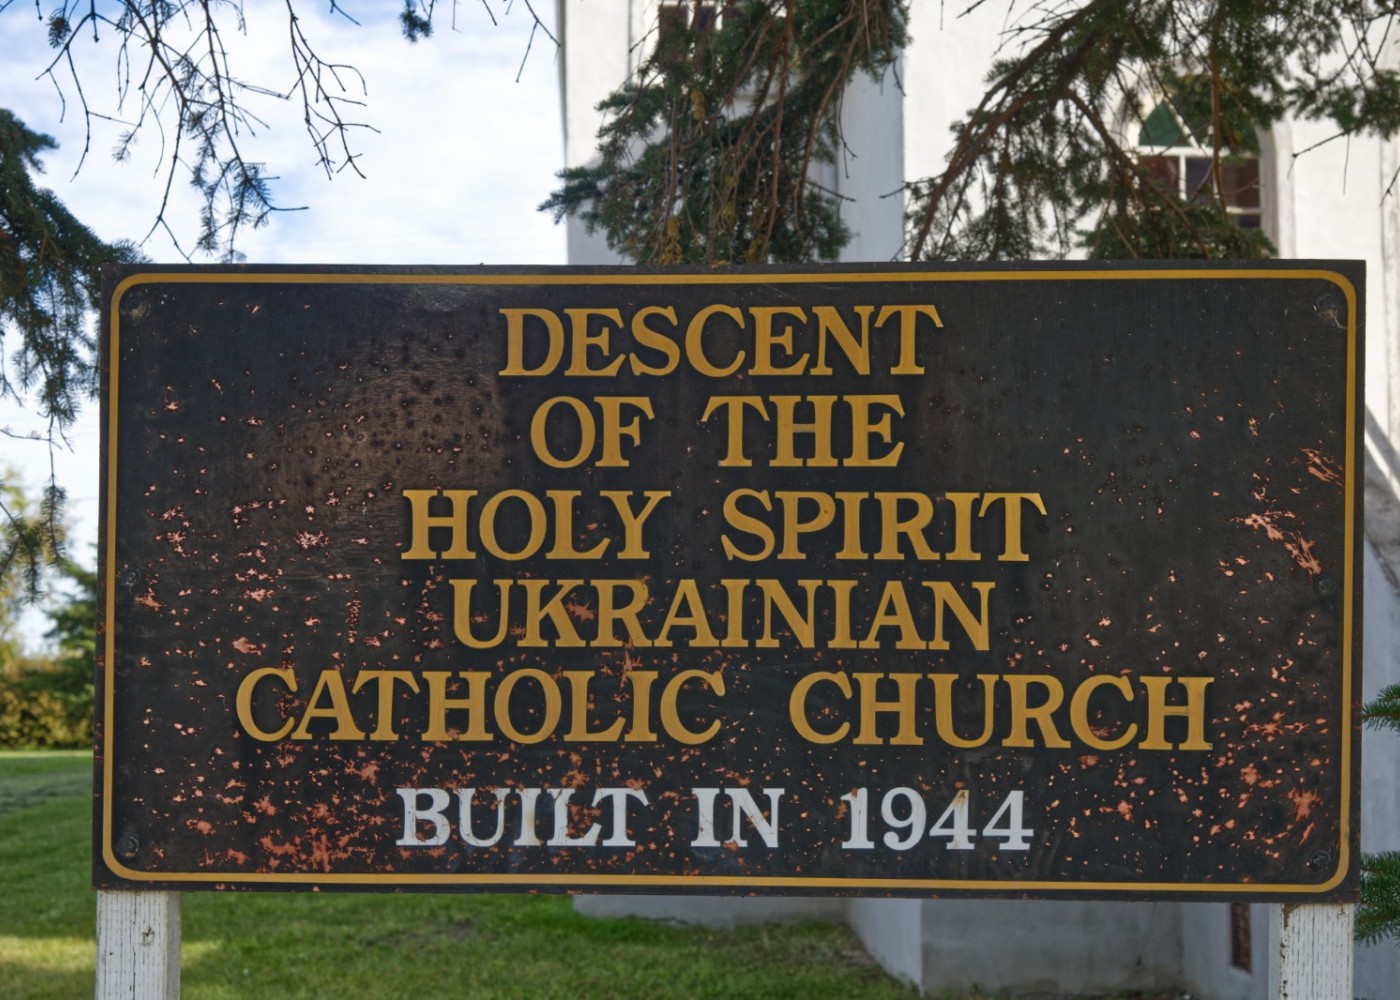 DESCENT
OF THE
HOLY SPIRIT
UKRAINIAN
CATHOLIC CHURCH
BUILT IN 1944